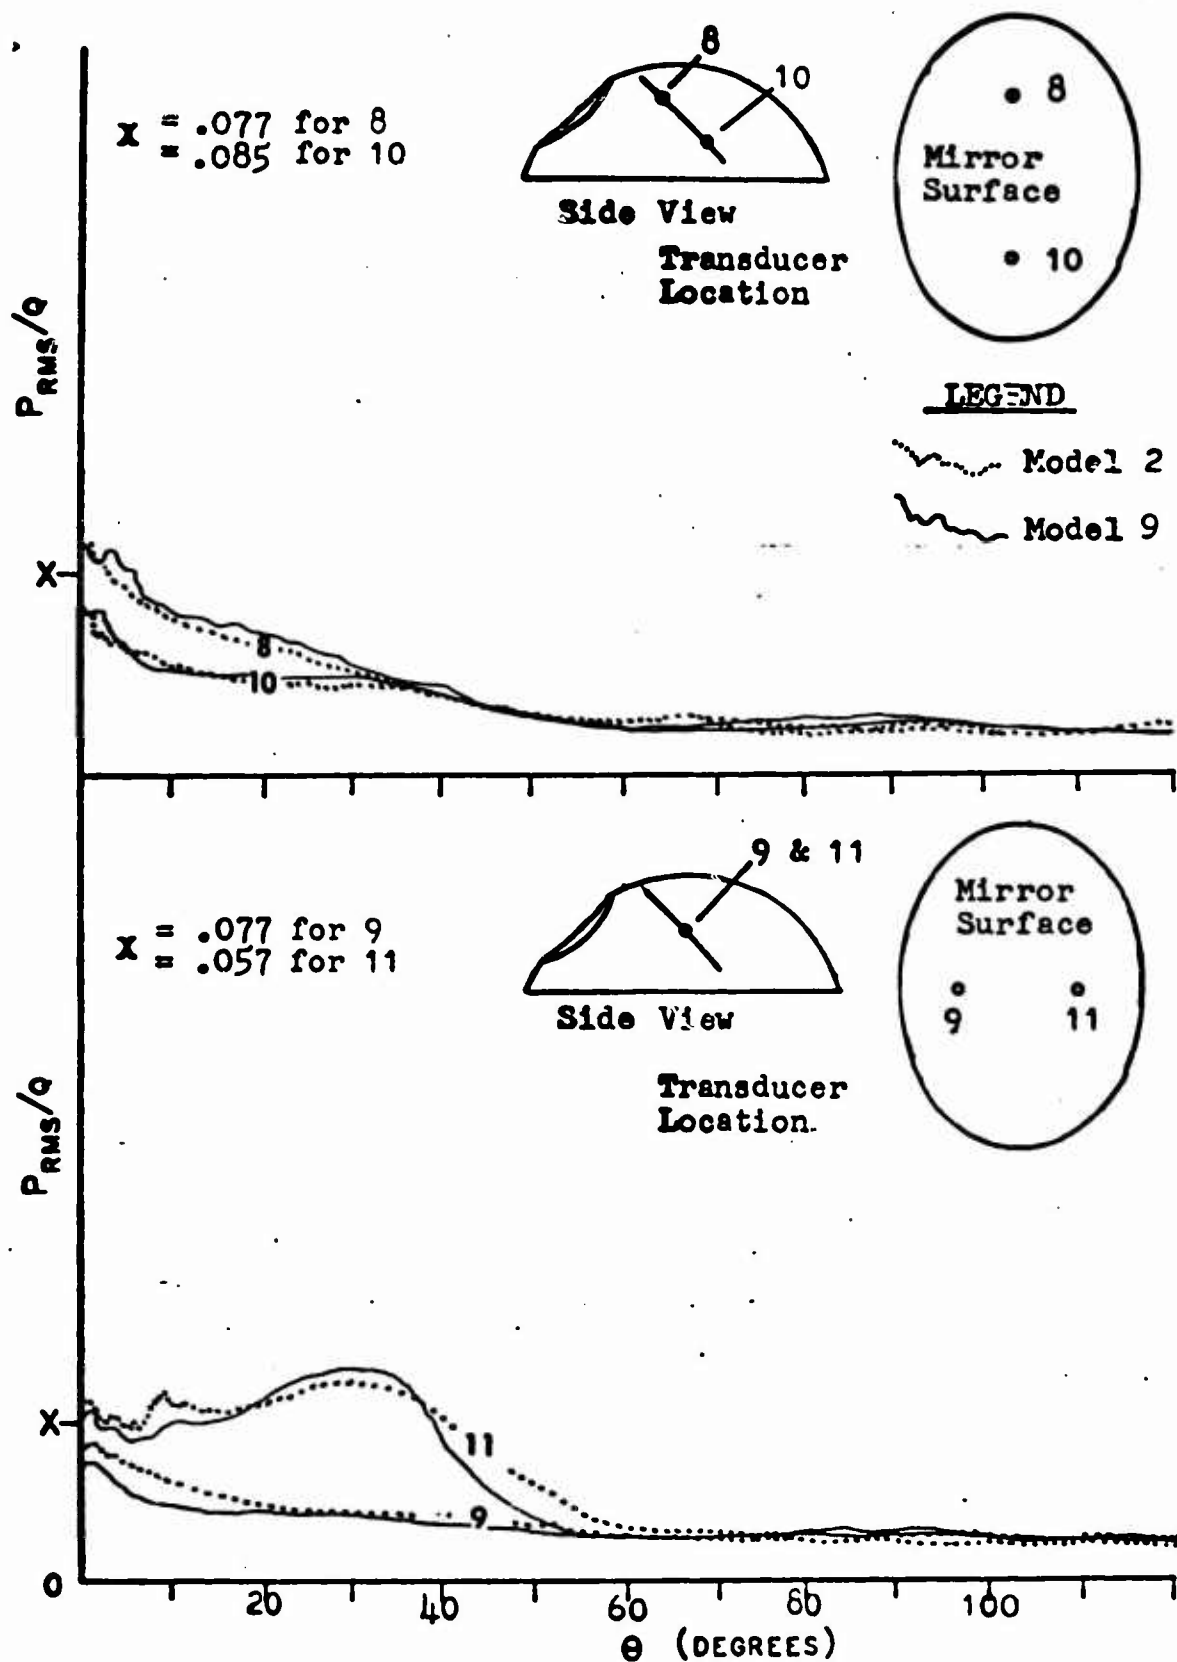 8
10
X = .077 for 8
= .085 for 10
Side View
Transducer
Location
8
Mirror
Surface
10
LEGEND
Model 2
Model 9
PRMS/Q
X
8
10
9 & 11
X = .077 for 9
= .057 for 11
Side View
Transducer
Location
Mirror
Surface
9 11
PRMS/Q
X
11
9
0
20 40 60 80 100
θ (DEGREES)